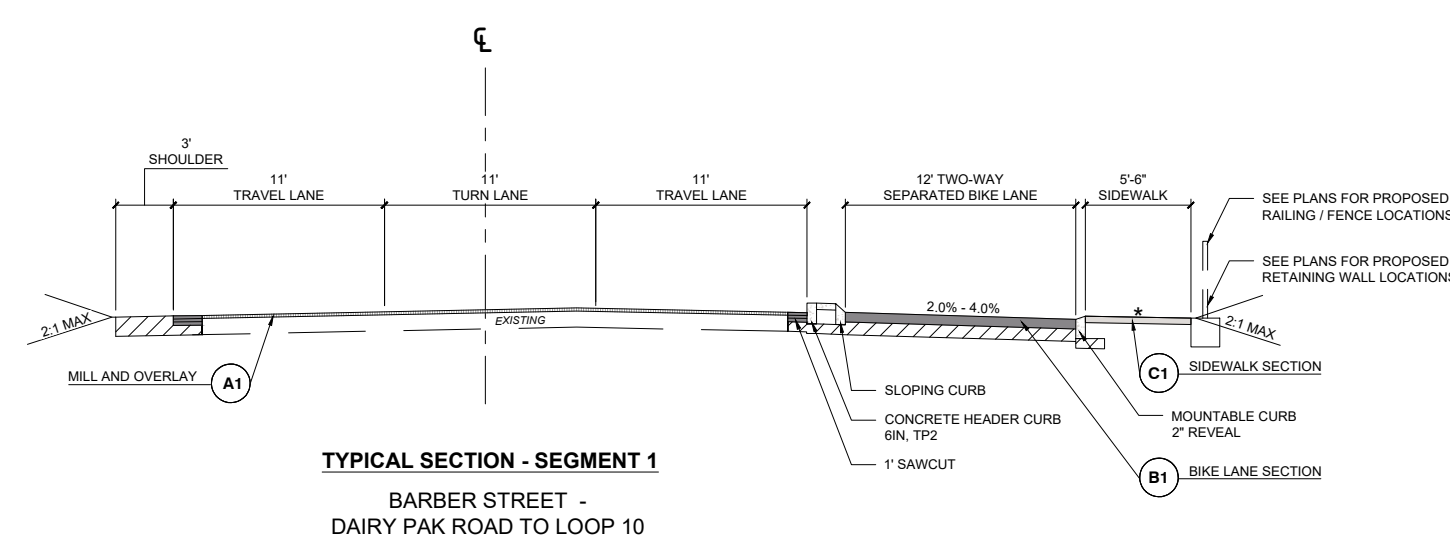 ℄
3'
SHOULDER
11'
TRAVEL LANE
11'
TURN LANE
11'
TRAVEL LANE
12' TWO-WAY
SEPARATED BIKE LANE
5'-6"
SIDEWALK
SEE PLANS FOR PROPOSED
RAILING / FENCE LOCATIONS
SEE PLANS FOR PROPOSED
RETAINING WALL LOCATIONS
2:1 MAX
EXISTING
2.0% - 4.0%
*
2:1 MAX
MILL AND OVERLAY
A1
SLOPING CURB
CONCRETE HEADER CURB
6IN, TP2
1' SAWCUT
C1
SIDEWALK SECTION
MOUNTABLE CURB
2" REVEAL
B1
BIKE LANE SECTION
TYPICAL SECTION - SEGMENT 1
BARBER STREET -
DAIRY PAK ROAD TO LOOP 10